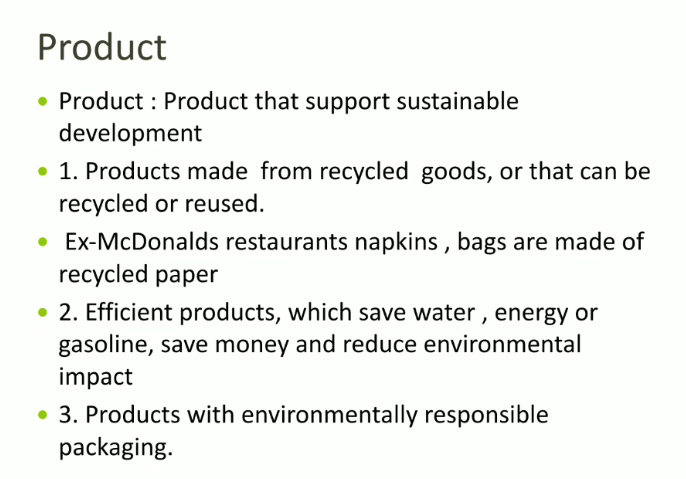 Product
• Product : Product that support sustainable
development
• 1. Products made  from recycled  goods, or that can be
recycled or reused.
•  Ex-McDonalds restaurants napkins , bags are made of
recycled paper
• 2. Efficient products, which save water , energy or
gasoline, save money and reduce environmental
impact
• 3. Products with environmentally responsible
packaging.